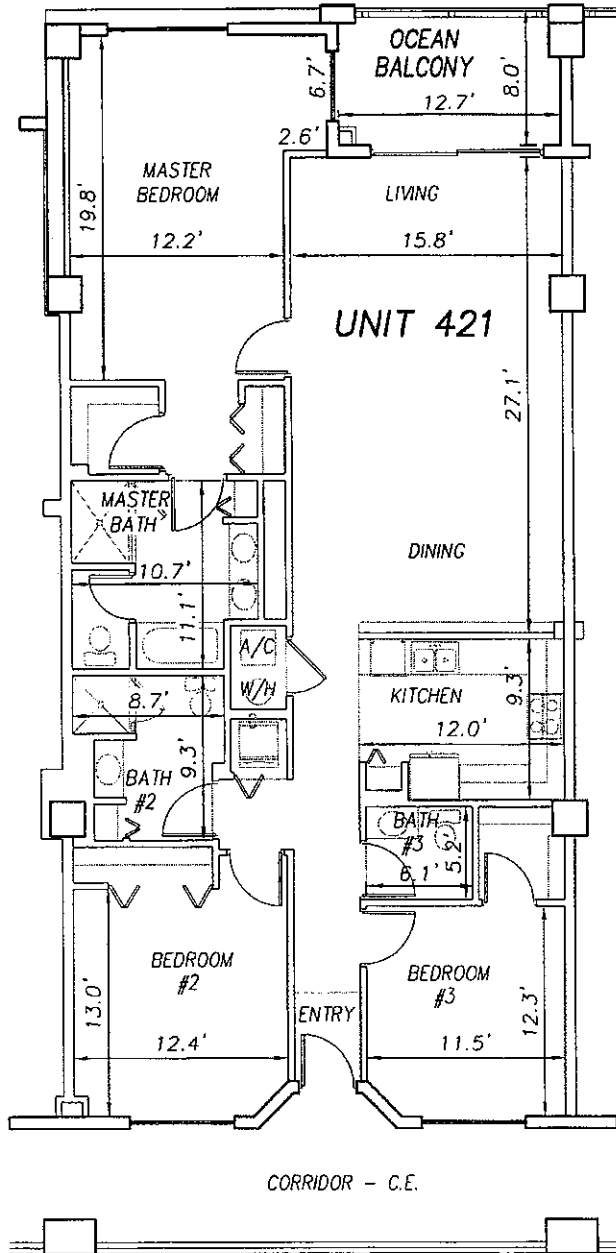 OCEAN
BALCONY
6.7'
12.7'
8.0'
2.6'
MASTER
BEDROOM
LIVING
19.8'
12.2'
15.8'
UNIT 421
27.1'
MASTER
BATH
DINING
10.7'
11.1'
A/C
W/H
KITCHEN
9.3'
12.0'
8.7'
9.3'
BATH
#2
BATH
#3
5.2'
6.1'
BEDROOM
#2
BEDROOM
#3
13.0'
12.3'
ENTRY
12.4'
11.5'
CORRIDOR - C.E.